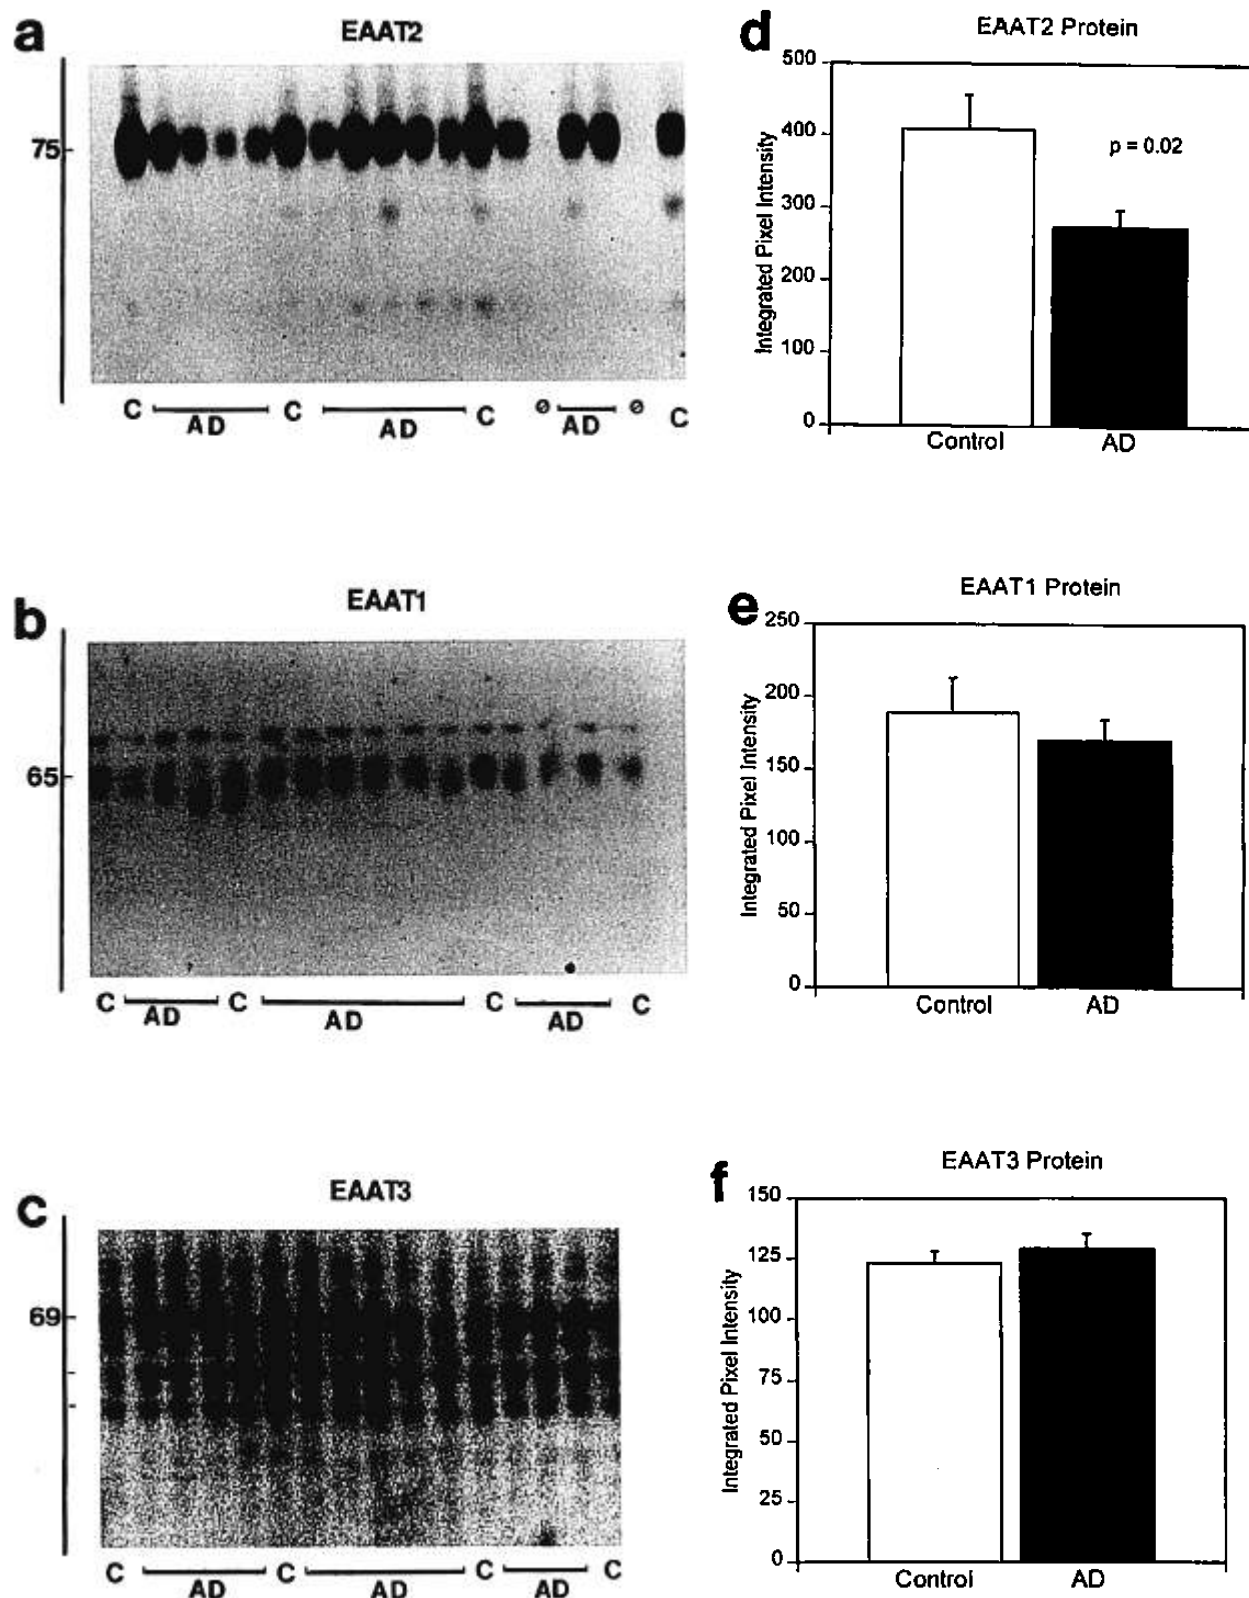 a
EAAT2
75
C AD C AD C ⌀ AD ⌀ C
d
EAAT2 Protein
Integrated Pixel Intensity
500
400
300
200
100
0
p = 0.02
Control AD
b
EAAT1
65
C AD C AD C AD C
e
EAAT1 Protein
Integrated Pixel Intensity
250
200
150
100
50
0
Control AD
c
EAAT3
69
C AD C AD C AD C
f
EAAT3 Protein
Integrated Pixel Intensity
150
125
100
75
50
25
0
Control AD